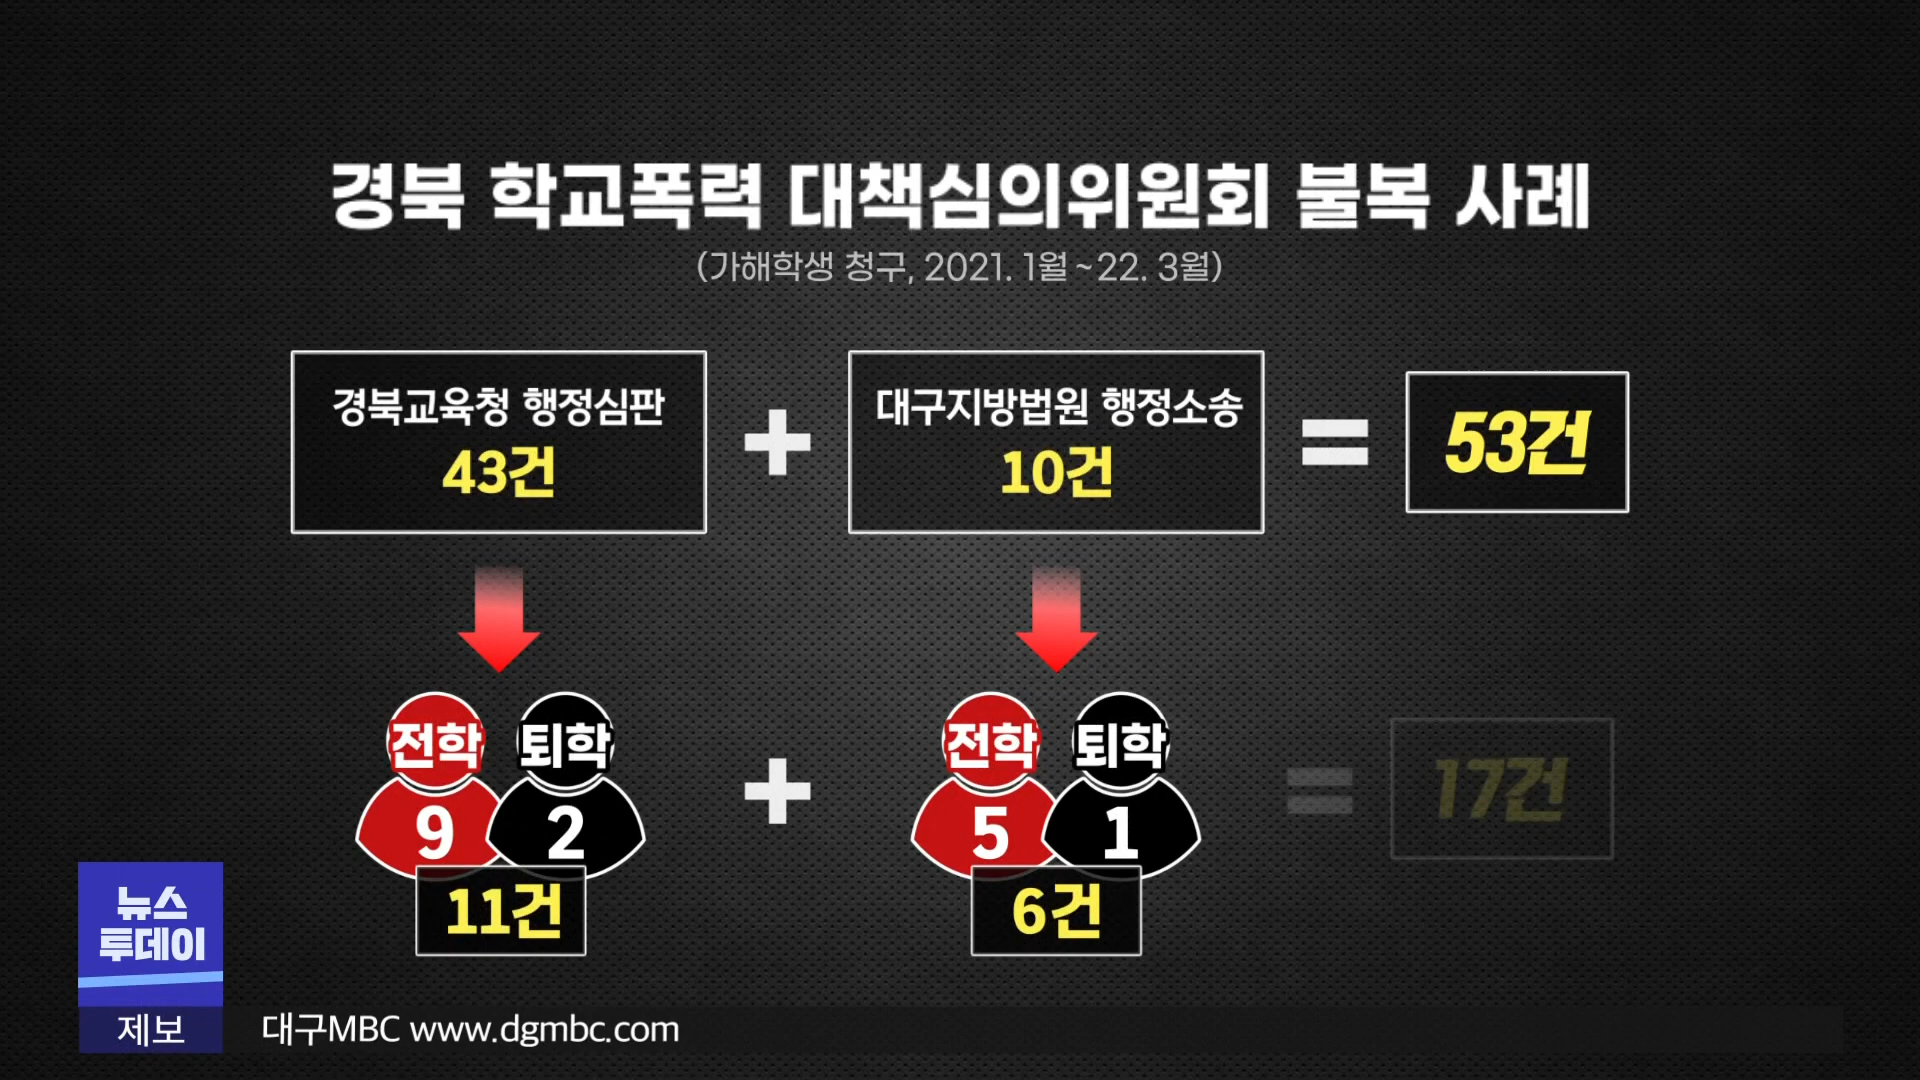 경북 학교폭력 대책심의위원회 불복 사례
(가해학생 청구, 2021. 1월~22. 3월)
경북교육청 행정심판
43건
+
대구지방법원 행정소송
10건
=
53건
전학 퇴학
9 2
11건
+
전학 퇴학
5 1
6건
=
17건
뉴스
투데이
제보
대구MBC www.dgmbc.com